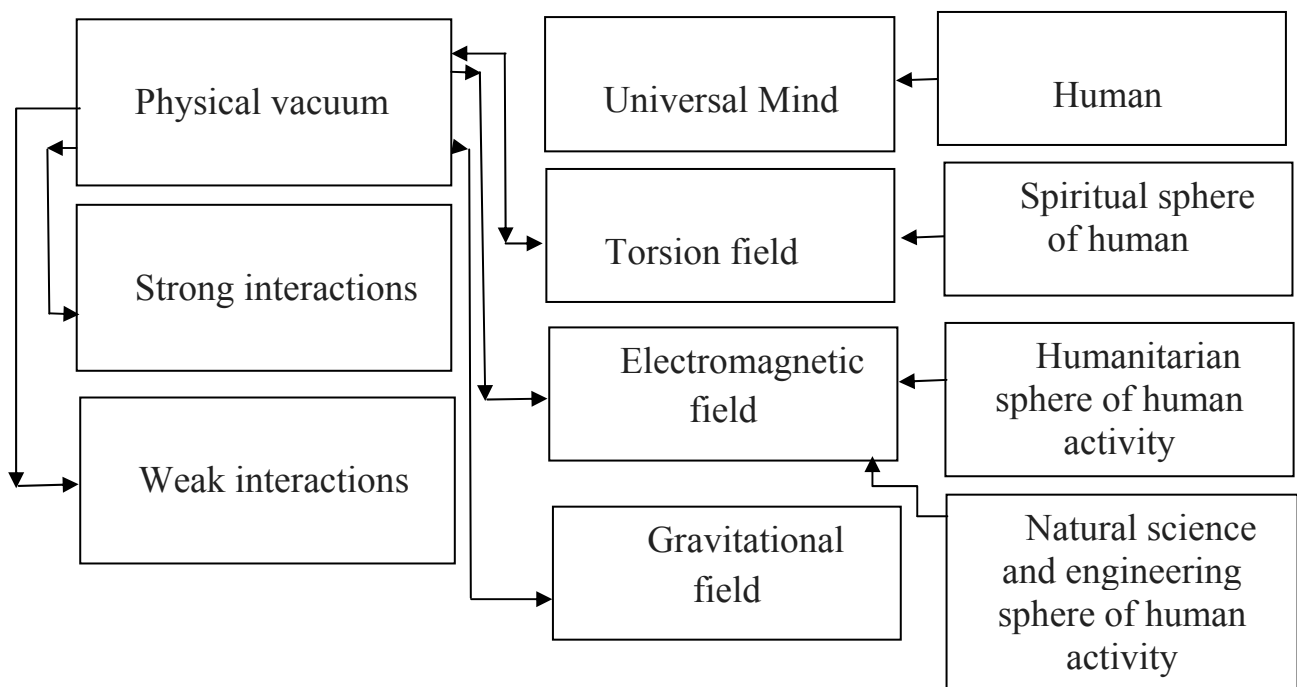 Physical vacuum
Universal Mind
Human
Strong interactions
Torsion field
Spiritual sphere
of human
Weak interactions
Electromagnetic
field
Humanitarian
sphere of human
activity
Gravitational
field
Natural science
and engineering
sphere of human
activity